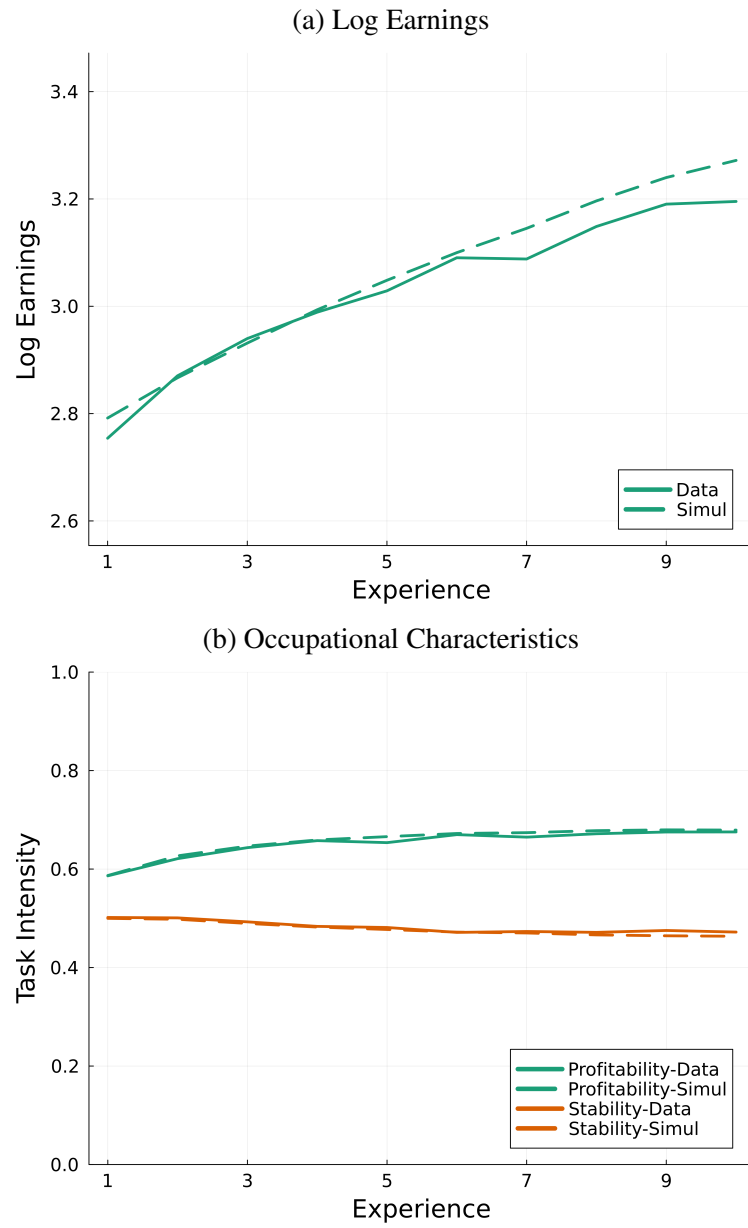 (a) Log Earnings
3.4
3.2
3.0
2.8
2.6
Log Earnings
Data
Simul
1 3 5 7 9
Experience
(b) Occupational Characteristics
1.0
0.8
0.6
0.4
0.2
0.0
Task Intensity
Profitability-Data
Profitability-Simul
Stability-Data
Stability-Simul
1 3 5 7 9
Experience